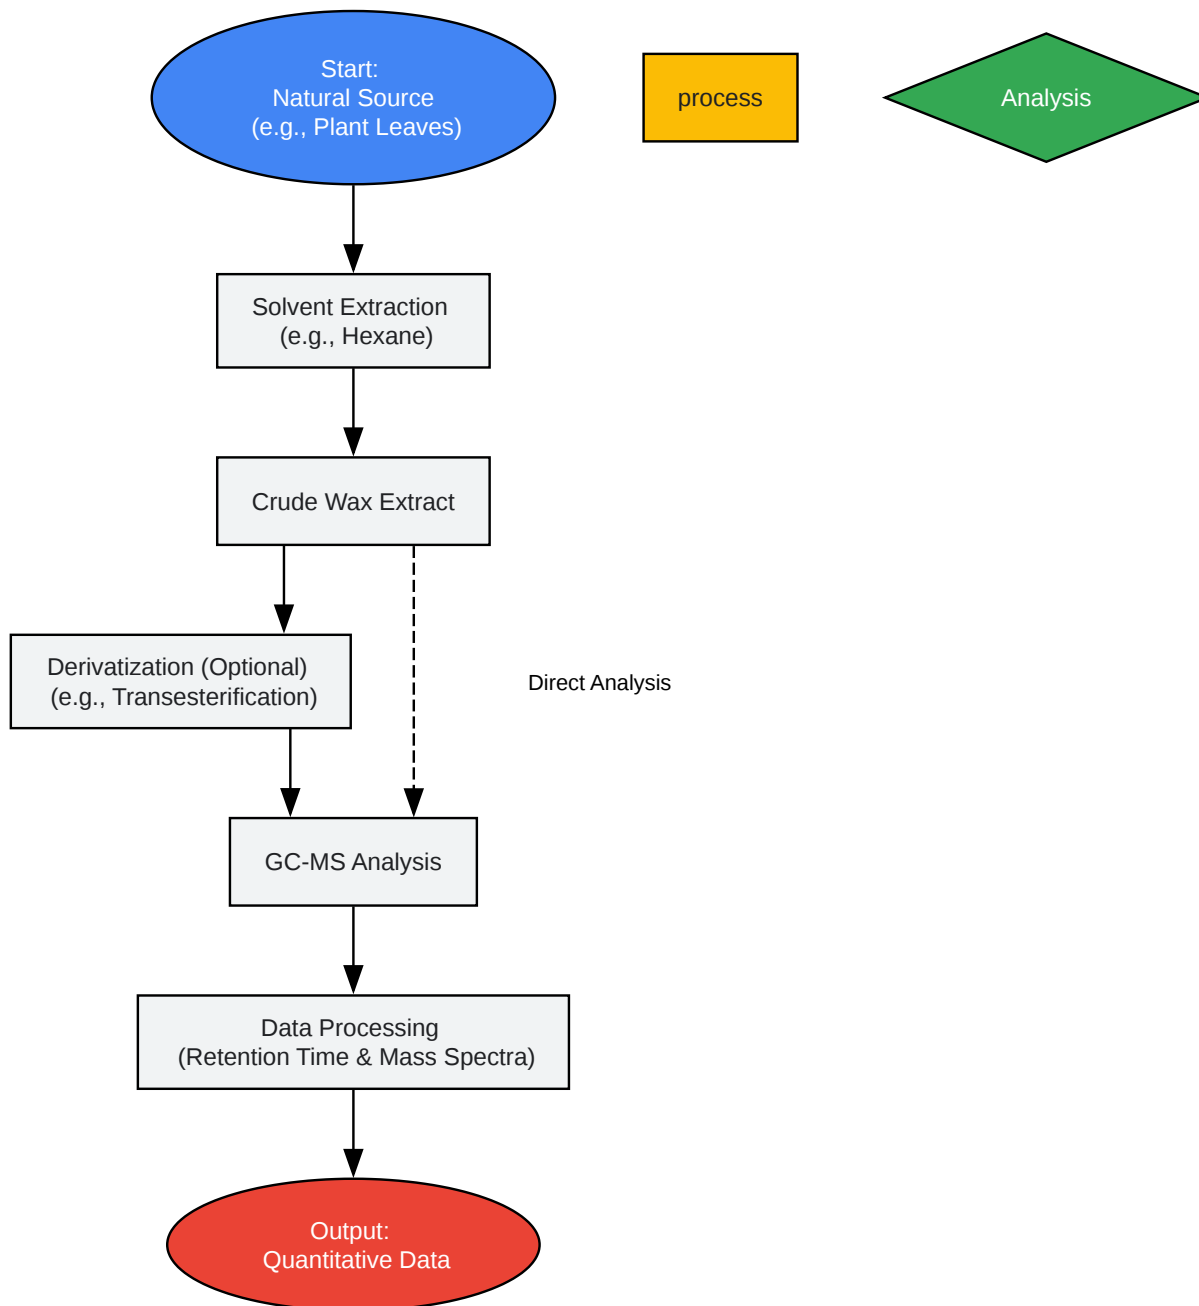 Start:
Natural Source
(e.g., Plant Leaves)
process
Analysis
Solvent Extraction
(e.g., Hexane)
Crude Wax Extract
Derivatization (Optional)
(e.g., Transesterification)
Direct Analysis
GC-MS Analysis
Data Processing
(Retention Time & Mass Spectra)
Output:
Quantitative Data